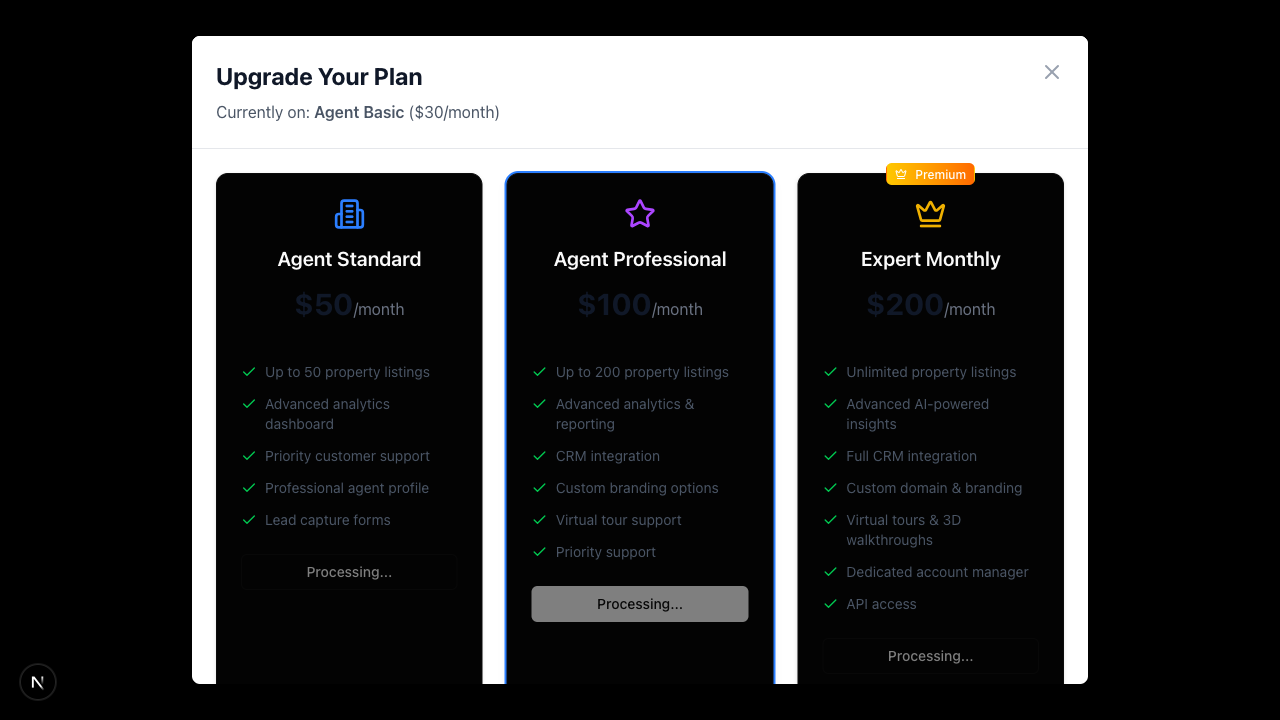 Upgrade Your Plan
Currently on: Agent Basic ($30/month)
Premium
Agent Standard
$50/month
Up to 50 property listings
Advanced analytics
dashboard
Priority customer support
Professional agent profile
Lead capture forms
Processing...
Agent Professional
$100/month
Up to 200 property listings
Advanced analytics &
reporting
CRM integration
Custom branding options
Virtual tour support
Priority support
Processing...
Expert Monthly
$200/month
Unlimited property listings
Advanced AI-powered
insights
Full CRM integration
Custom domain & branding
Virtual tours & 3D
walkthroughs
Dedicated account manager
API access
Processing...
N